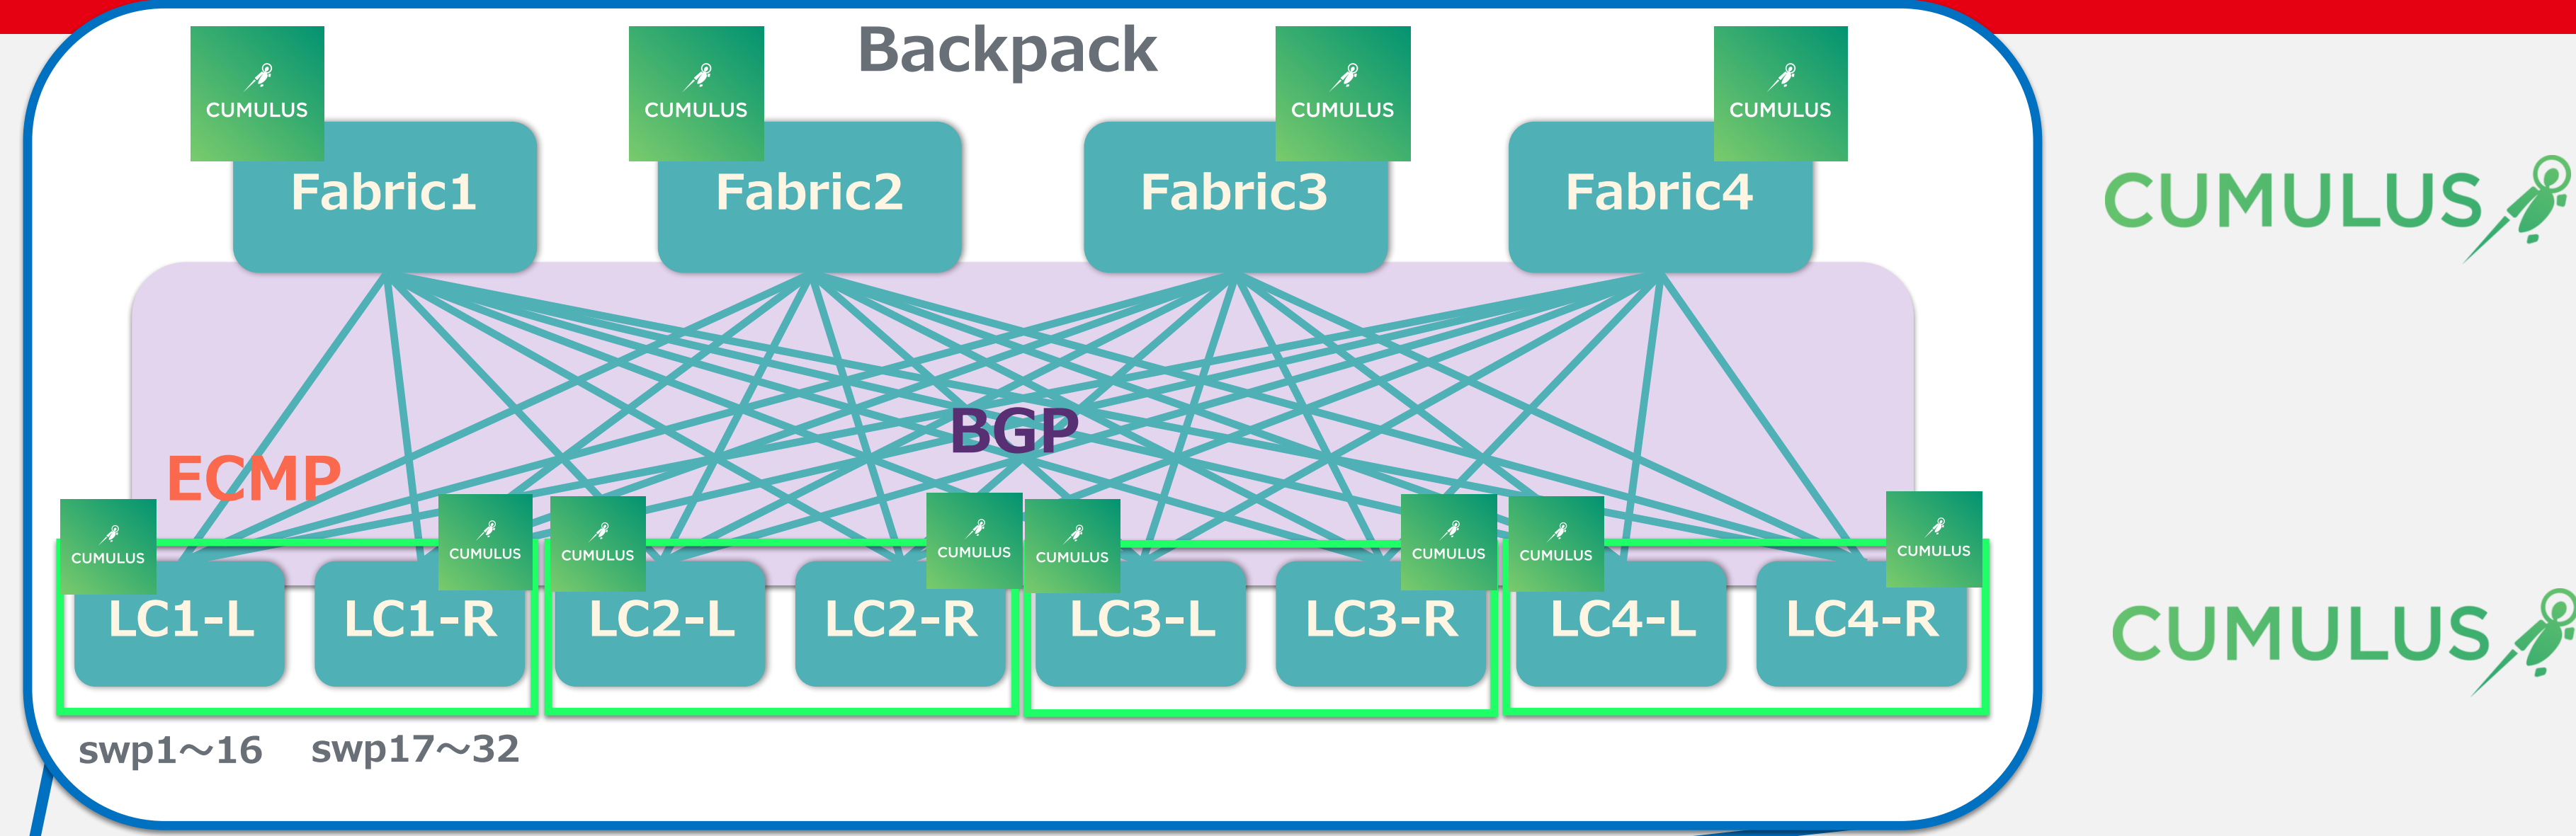 Backpack
CUMULUS
CUMULUS
CUMULUS
CUMULUS
Fabric1
Fabric2
Fabric3
Fabric4
CUMULUS
BGP
ECMP
CUMULUS
CUMULUS
CUMULUS
CUMULUS
CUMULUS
CUMULUS
CUMULUS
CUMULUS
LC1-L
LC1-R
LC2-L
LC2-R
LC3-L
LC3-R
LC4-L
LC4-R
CUMULUS
swp1～16
swp17～32